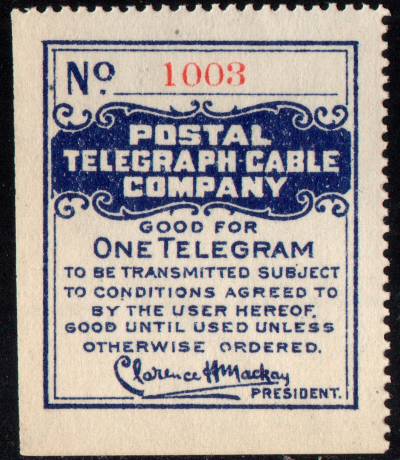 Nº 1003
POSTAL
TELEGRAPH-CABLE
COMPANY
GOOD FOR
ONE TELEGRAM
TO BE TRANSMITTED SUBJECT
TO CONDITIONS AGREED TO
BY THE USER HEREOF.
GOOD UNTIL USED UNLESS
OTHERWISE ORDERED.
Clarence H Mackay
PRESIDENT.